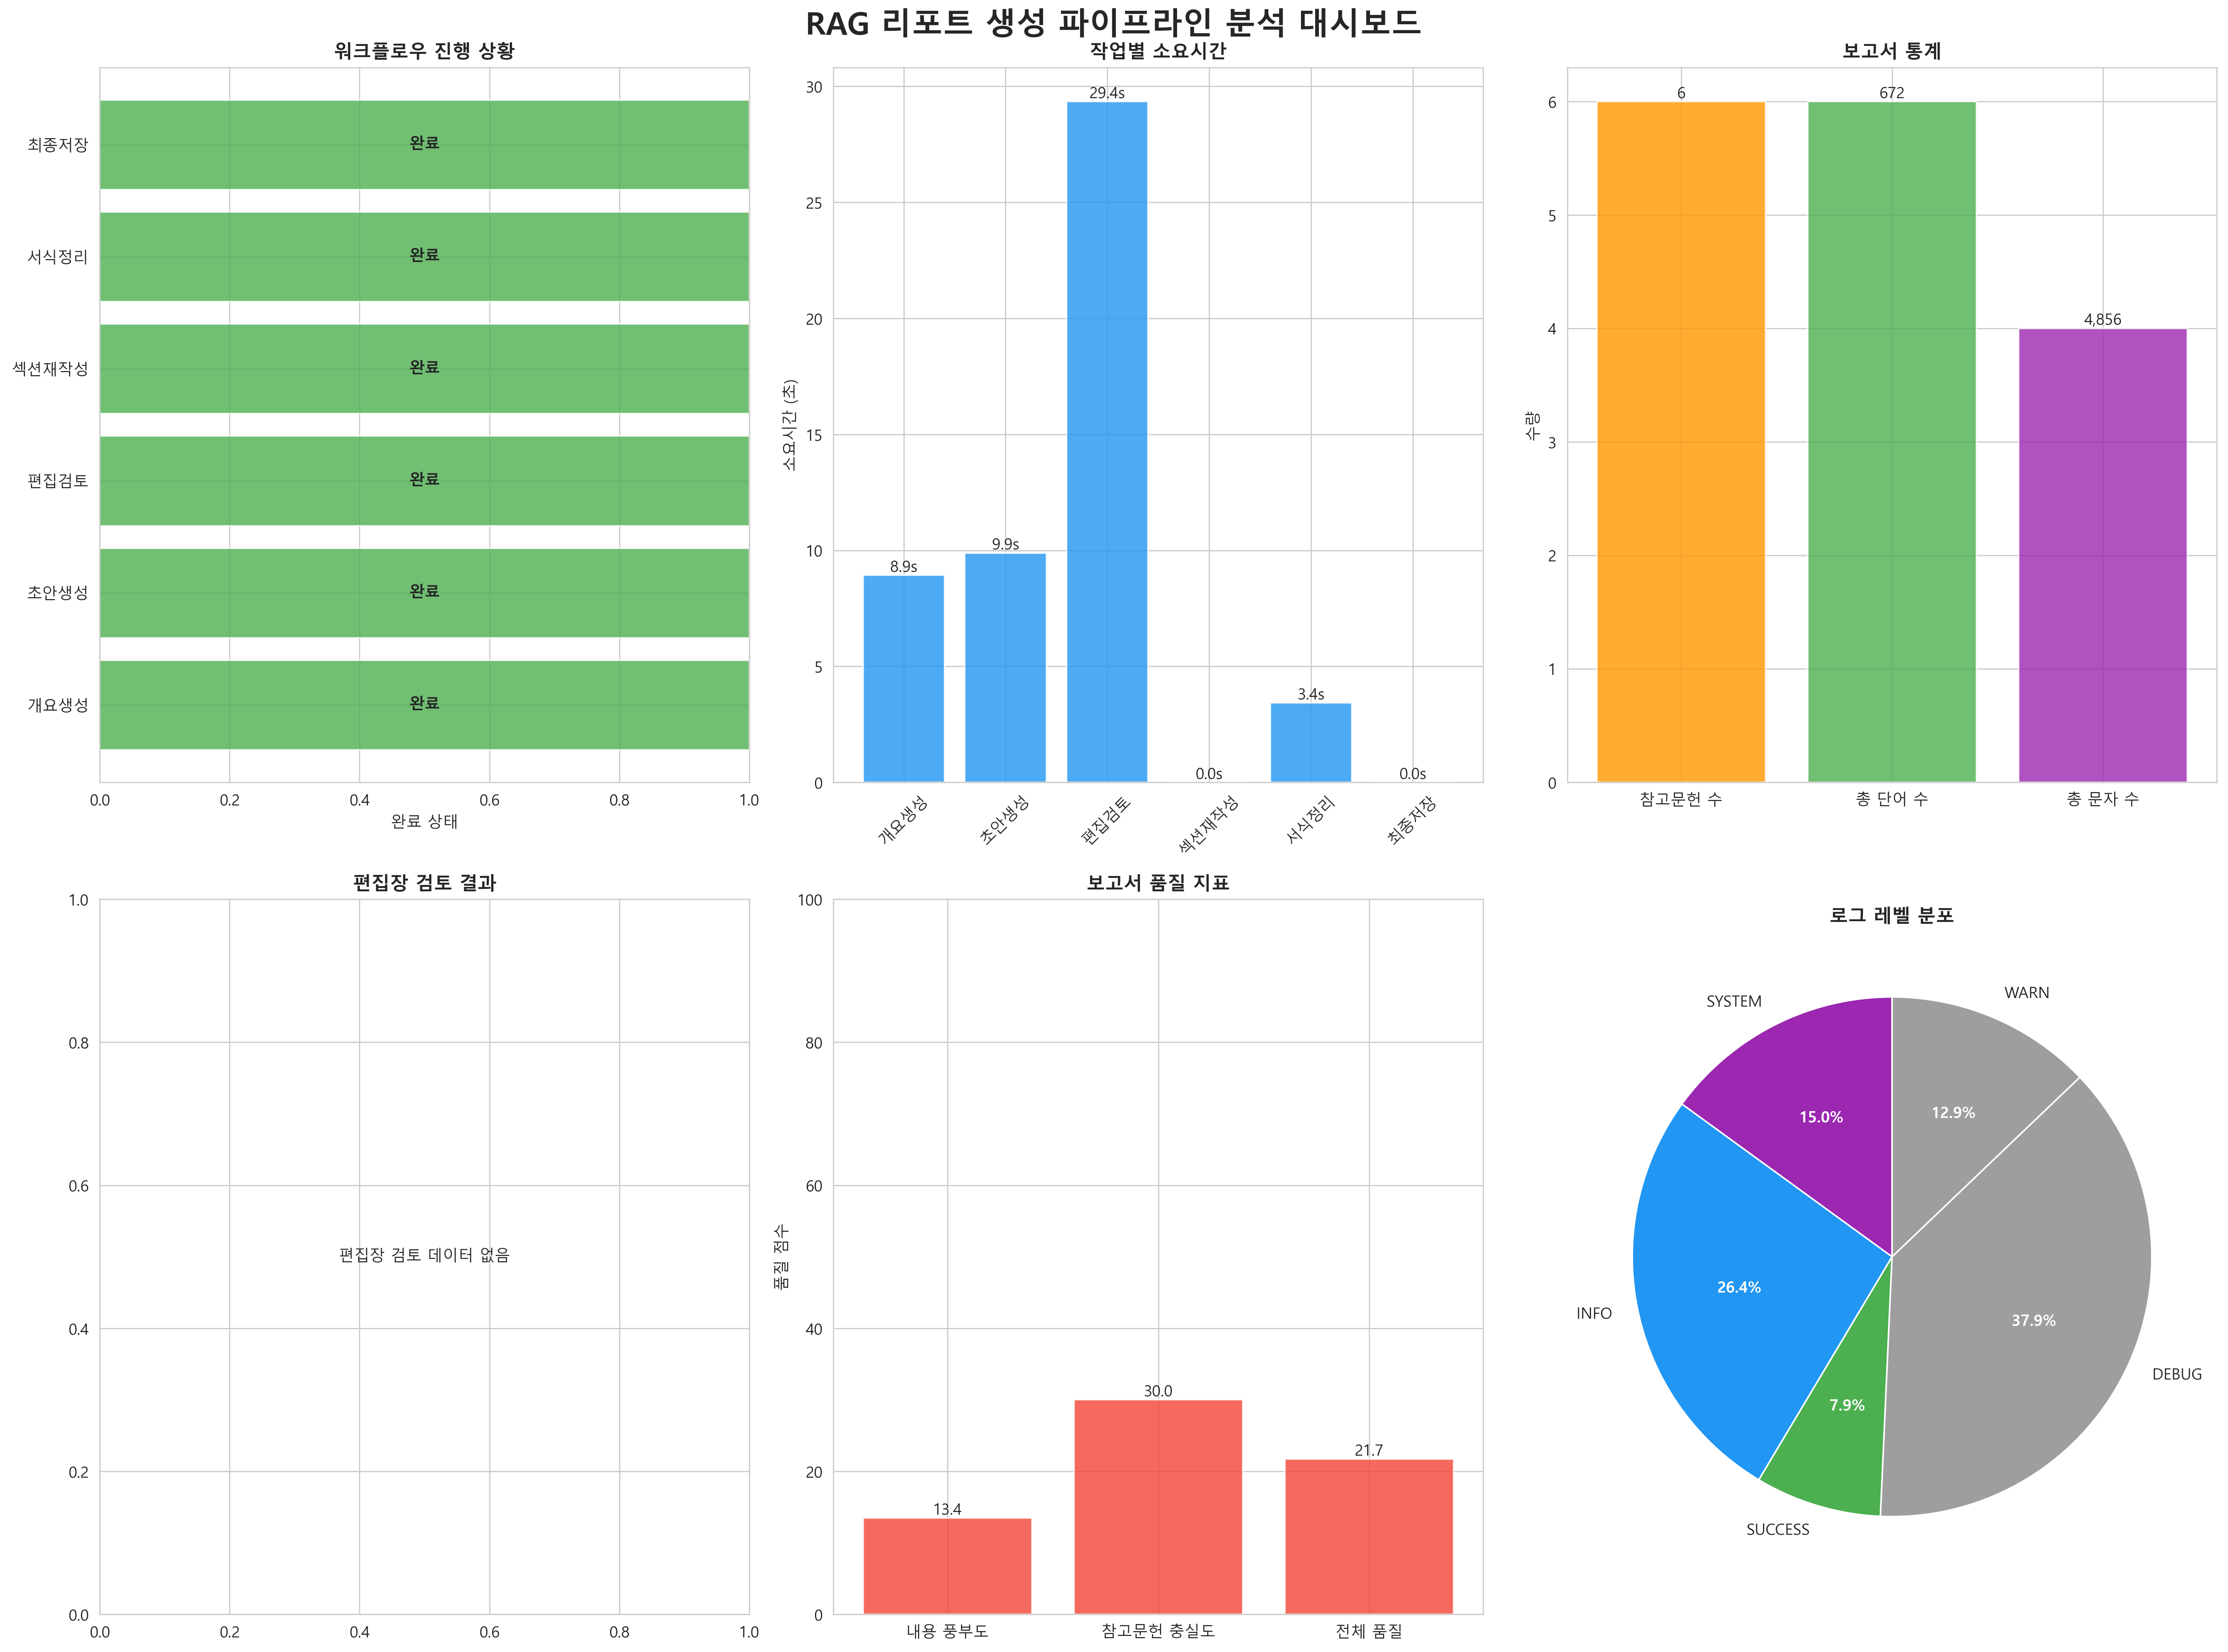 RAG 리포트 생성 파이프라인 분석 대시보드
워크플로우 진행 상황
최종저장
완료
서식정리
완료
섹션재작성
완료
편집검토
완료
초안생성
완료
개요생성
완료
0.0 0.2 0.4 0.6 0.8 1.0
완료 상태
작업별 소요시간
소요시간 (초)
30
25
20
15
10
5
0
8.9s
9.9s
29.4s
0.0s
3.4s
0.0s
개요생성
초안생성
편집검토
섹션재작성
서식정리
최종저장
보고서 통계
수량
6
5
4
3
2
1
0
6
672
4,856
참고문헌 수
총 단어 수
총 문자 수
편집장 검토 결과
1.0
0.8
0.6
0.4
0.2
0.0
편집장 검토 데이터 없음
0.0 0.2 0.4 0.6 0.8 1.0
보고서 품질 지표
품질 점수
100
80
60
40
20
0
13.4
30.0
21.7
내용 풍부도
참고문헌 충실도
전체 품질
로그 레벨 분포
SYSTEM
15.0%
WARN
12.9%
INFO
26.4%
DEBUG
37.9%
SUCCESS
7.9%